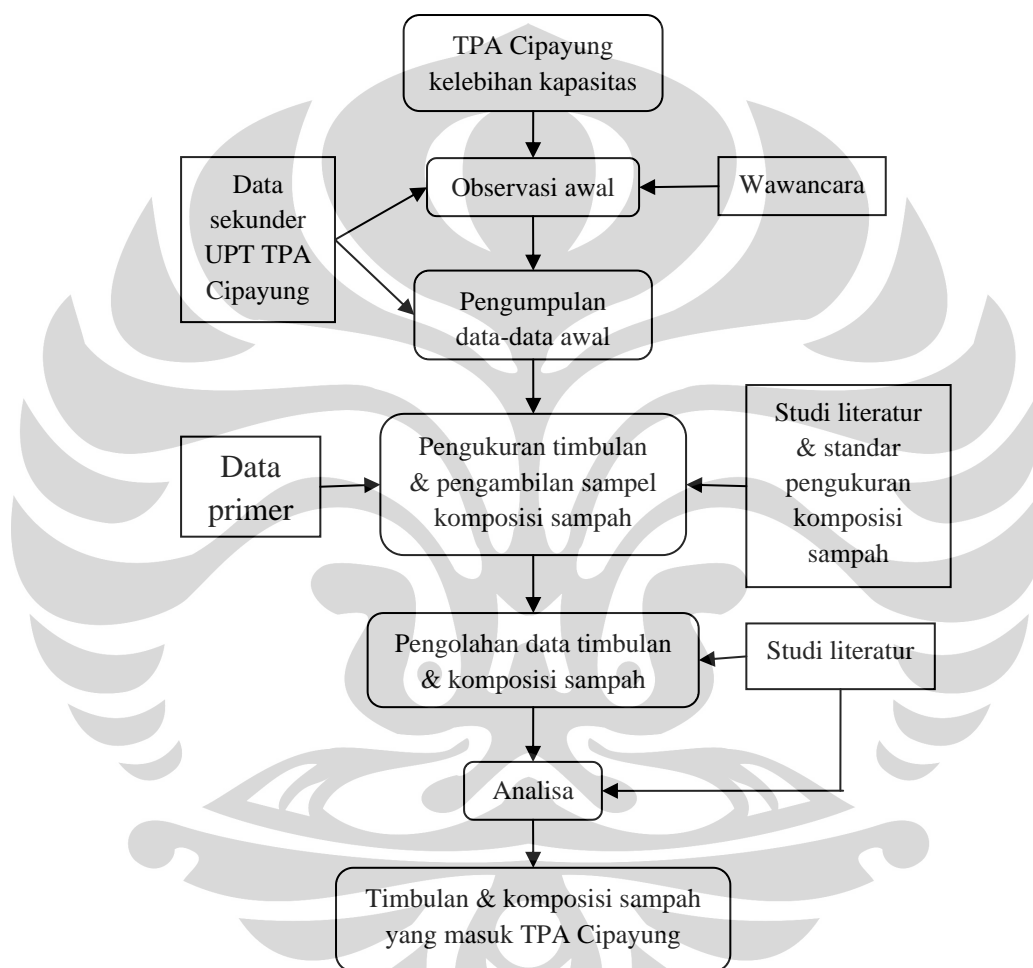 TPA Cipayung
kelebihan kapasitas
Data
sekunder
UPT TPA
Cipayung
Observasi awal
Wawancara
Pengumpulan
data-data awal
Data
primer
Pengukuran timbulan
& pengambilan sampel
komposisi sampah
Studi literatur
& standar
pengukuran
komposisi
sampah
Pengolahan data timbulan
& komposisi sampah
Studi literatur
Analisa
Timbulan & komposisi sampah
yang masuk TPA Cipayung